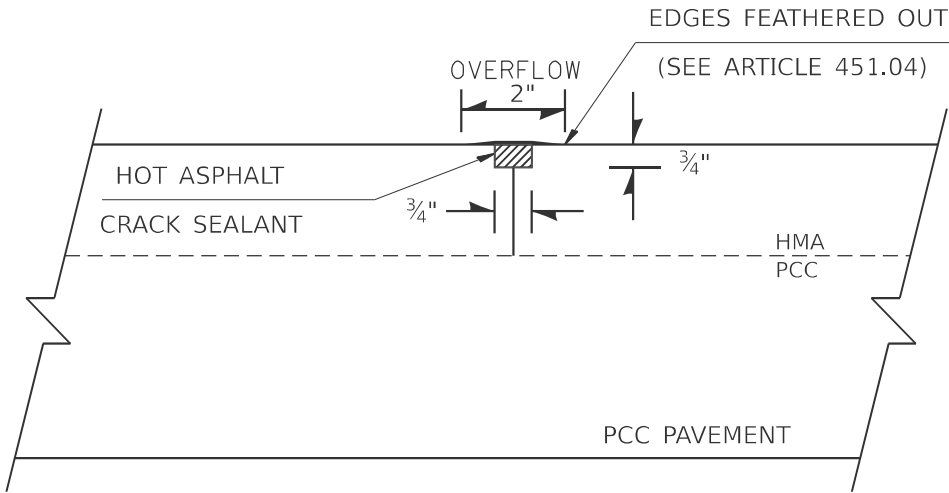 EDGES FEATHERED OUT
(SEE ARTICLE 451.04)
OVERFLOW
2"
¾"
HOT ASPHALT
CRACK SEALANT
¾"
HMA
PCC
PCC PAVEMENT